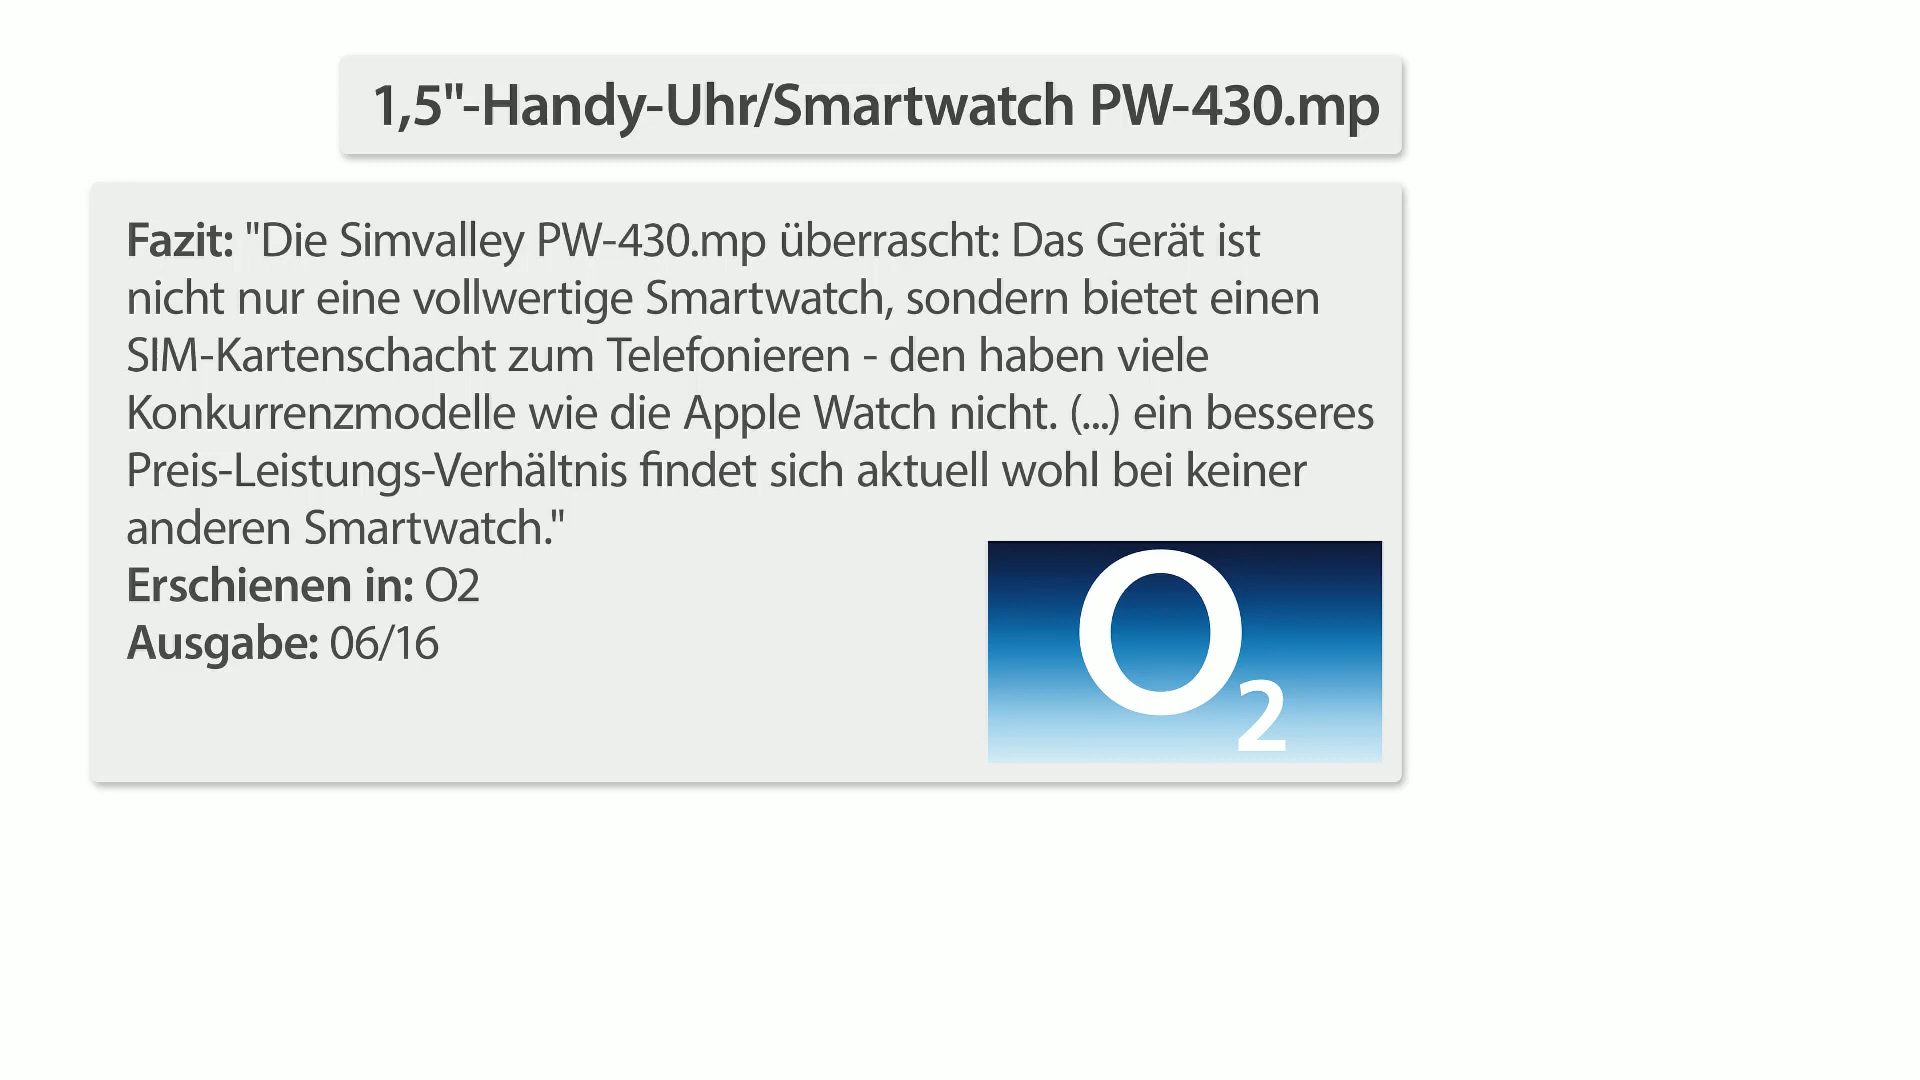 1,5"-Handy-Uhr/Smartwatch PW-430.mp
Fazit: "Die Simvalley PW-430.mp überrascht: Das Gerät ist
nicht nur eine vollwertige Smartwatch, sondern bietet einen
SIM-Kartenschacht zum Telefonieren - den haben viele
Konkurrenzmodelle wie die Apple Watch nicht. (...) ein besseres
Preis-Leistungs-Verhältnis findet sich aktuell wohl bei keiner
anderen Smartwatch."
Erschienen in: O2
Ausgabe: 06/16
O2